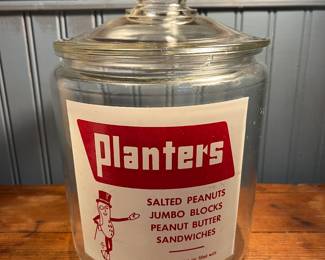 Planters
SALTED PEANUTS
JUMBO BLOCKS
PEANUT BUTTER
SANDWICHES